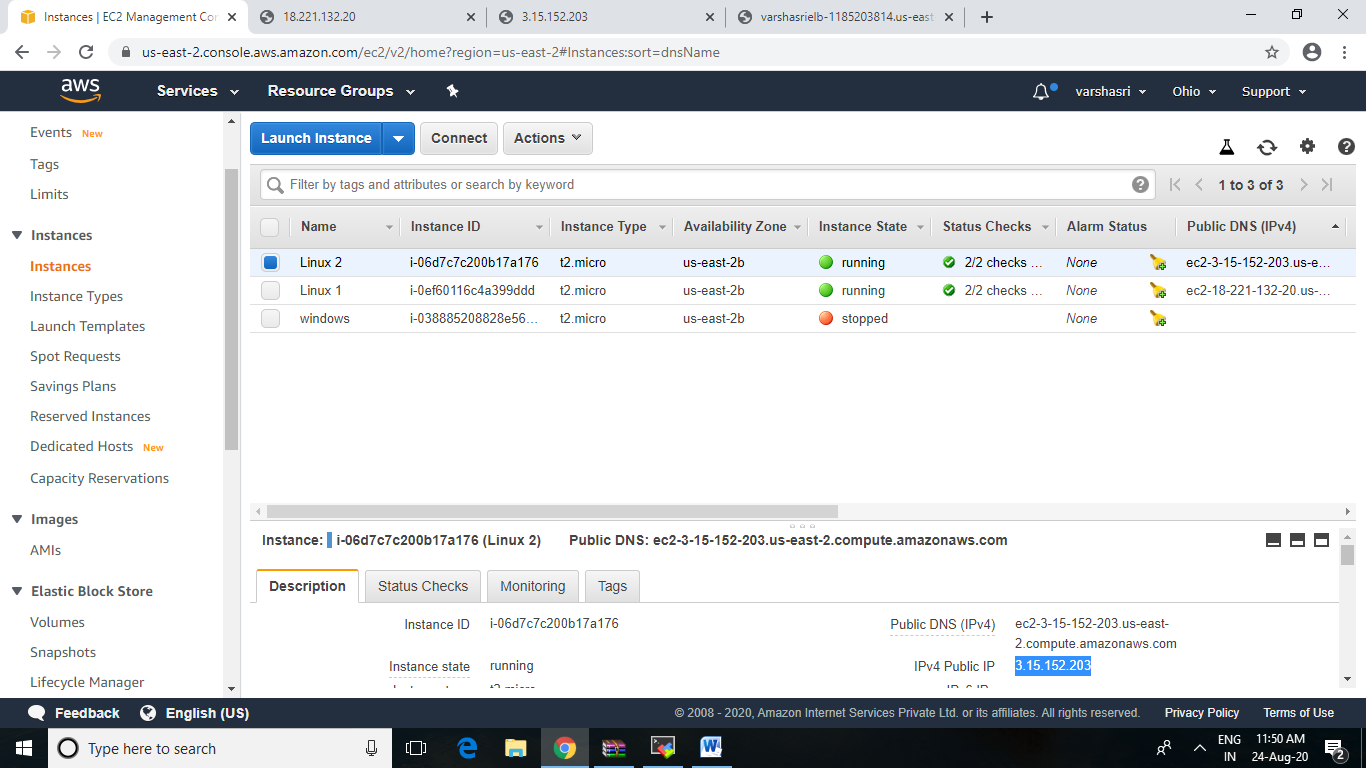 Instances | EC2 Management Con
18.221.132.20
3.15.152.203
varshasrielb-1185203814.us-east
us-east-2.console.aws.amazon.com/ec2/v2/home?region=us-east-2#Instances:sort=dnsName
aws
Services
Resource Groups
varshasri
Ohio
Support
Events New
Tags
Limits
Instances
Instances
Instance Types
Launch Templates
Spot Requests
Savings Plans
Reserved Instances
Dedicated Hosts New
Capacity Reservations
Images
AMIs
Elastic Block Store
Volumes
Snapshots
Lifecycle Manager
Launch Instance
Connect
Actions
Filter by tags and attributes or search by keyword
1 to 3 of 3
Name Instance ID Instance Type Availability Zone Instance State Status Checks Alarm Status Public DNS (IPv4)
Linux 2 i-06d7c7c200b17a176 t2.micro us-east-2b running 2/2 checks ... None ec2-3-15-152-203.us-e...
Linux 1 i-0ef60116c4a399ddd t2.micro us-east-2b running 2/2 checks ... None ec2-18-221-132-20.us-...
windows i-038885208828e56... t2.micro us-east-2b stopped None
Instance: i-06d7c7c200b17a176 (Linux 2) Public DNS: ec2-3-15-152-203.us-east-2.compute.amazonaws.com
Description
Status Checks
Monitoring
Tags
Instance ID i-06d7c7c200b17a176
Public DNS (IPv4) ec2-3-15-152-203.us-east-
2.compute.amazonaws.com
Instance state running
IPv4 Public IP 3.15.152.203
Feedback
English (US)
© 2008 - 2020, Amazon Internet Services Private Ltd. or its affiliates. All rights reserved.
Privacy Policy
Terms of Use
Type here to search
ENG
IN
11:50 AM
24-Aug-20
2